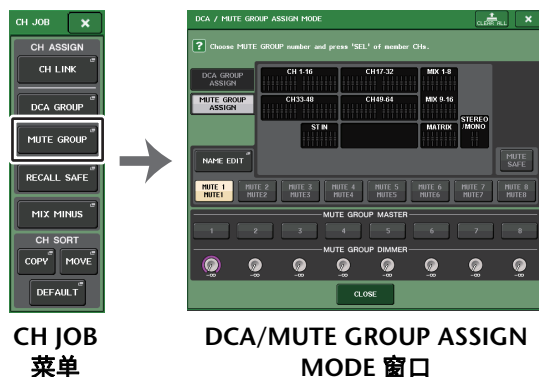 CH JOB
CH ASSIGN
CH LINK
DCA GROUP
MUTE GROUP
RECALL SAFE
MIX MINUS
CH SORT
COPY MOVE
DEFAULT
CH JOB
菜单
DCA / MUTE GROUP ASSIGN MODE
CLEAR ALL
? Choose MUTE GROUP number and press 'SEL' of member CHs.
DCA GROUP ASSIGN
MUTE GROUP ASSIGN
CH 1-16 CH17-32 MIX 1-8
CH33-48 CH49-64 MIX 9-16
ST IN MATRIX STEREO /MONO
NAME EDIT
MUTE SAFE
MUTE 1 MUTE 2 MUTE 3 MUTE 4 MUTE 5 MUTE 6 MUTE 7 MUTE 8
MUTE1 MUTE2 MUTE3 MUTE4 MUTE5 MUTE6 MUTE7 MUTE8
MUTE GROUP MASTER
1 2 3 4 5 6 7 8
MUTE GROUP DIMMER
-∞ -∞ -∞ -∞ -∞ -∞ -∞ -∞
CLOSE
DCA/MUTE GROUP ASSIGN
MODE 窗口